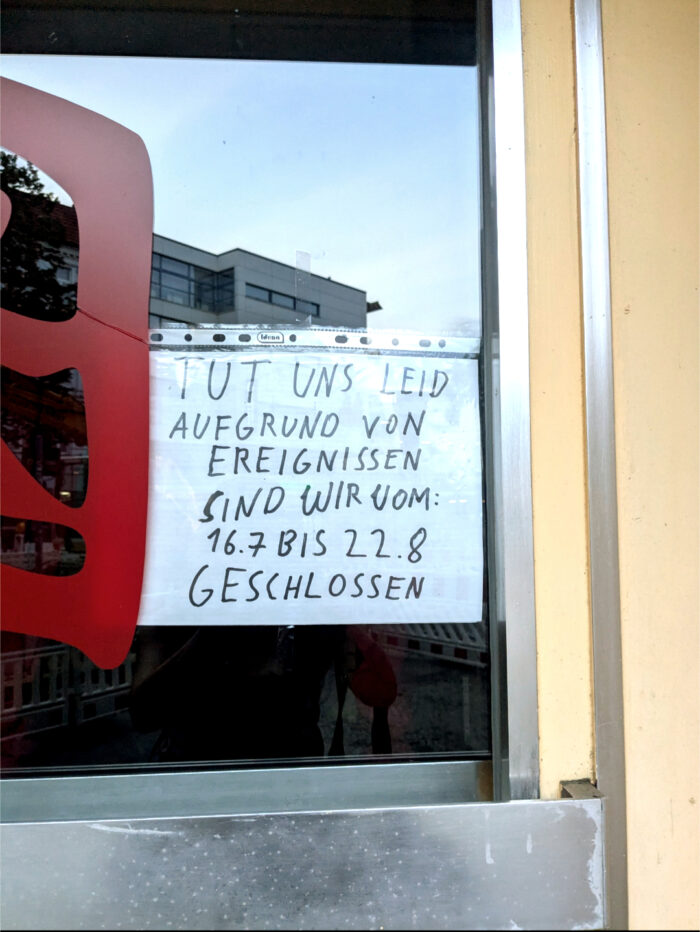 TUT UNS LEID
AUFGRUND VON
EREIGNISSEN
SIND WIR VOM:
16.7 BIS 22.8
GESCHLOSSEN